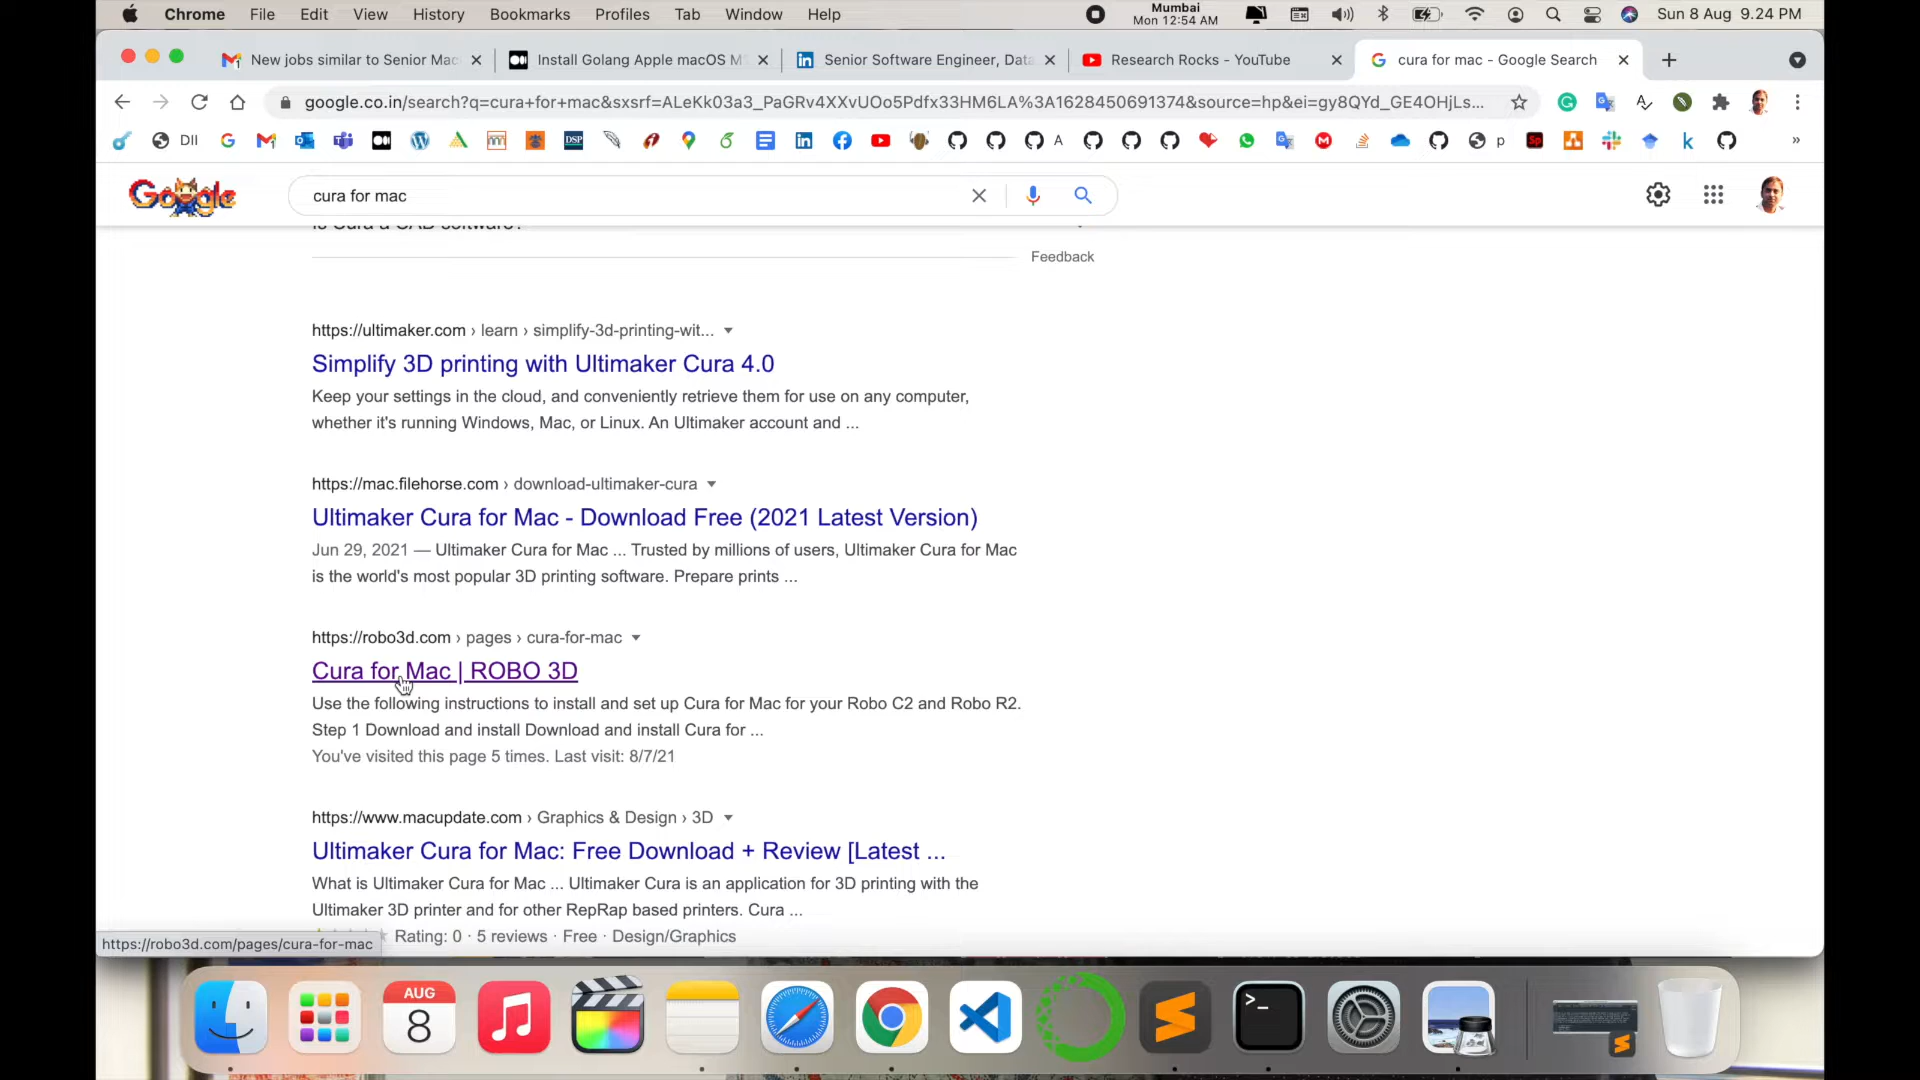 Chrome File Edit View History Bookmarks Profiles Tab Window Help
Mumbai
Mon 12:54 AM
Sun 8 Aug 9.24 PM
New jobs similar to Senior Mac
Install Golang Apple macOS M
Senior Software Engineer, Data
Research Rocks - YouTube
cura for mac - Google Search
google.co.in/search?q=cura+for+mac&sxsrf=ALeKk03a3_PaGRv4XXvUOo5Pdfx33HM6LA%3A1628450691374&source=hp&ei=gy8QYd_GE4OHjLs...
DII
DSP
A
p
Sp
k
»
Google
cura for mac
Is Cura a CAD software?
Feedback
https://ultimaker.com › learn › simplify-3d-printing-wit...
Simplify 3D printing with Ultimaker Cura 4.0
Keep your settings in the cloud, and conveniently retrieve them for use on any computer,
whether it's running Windows, Mac, or Linux. An Ultimaker account and ...
https://mac.filehorse.com › download-ultimaker-cura
Ultimaker Cura for Mac - Download Free (2021 Latest Version)
Jun 29, 2021 — Ultimaker Cura for Mac ... Trusted by millions of users, Ultimaker Cura for Mac
is the world's most popular 3D printing software. Prepare prints ...
https://robo3d.com › pages › cura-for-mac
Cura for Mac | ROBO 3D
Use the following instructions to install and set up Cura for Mac for your Robo C2 and Robo R2.
Step 1 Download and install Download and install Cura for ...
You've visited this page 5 times. Last visit: 8/7/21
https://www.macupdate.com › Graphics & Design › 3D
Ultimaker Cura for Mac: Free Download + Review [Latest ...
What is Ultimaker Cura for Mac ... Ultimaker Cura is an application for 3D printing with the
Ultimaker 3D printer and for other RepRap based printers. Cura ...
Rating: 0 · 5 reviews · Free · Design/Graphics
https://robo3d.com/pages/cura-for-mac
AUG
8
>_